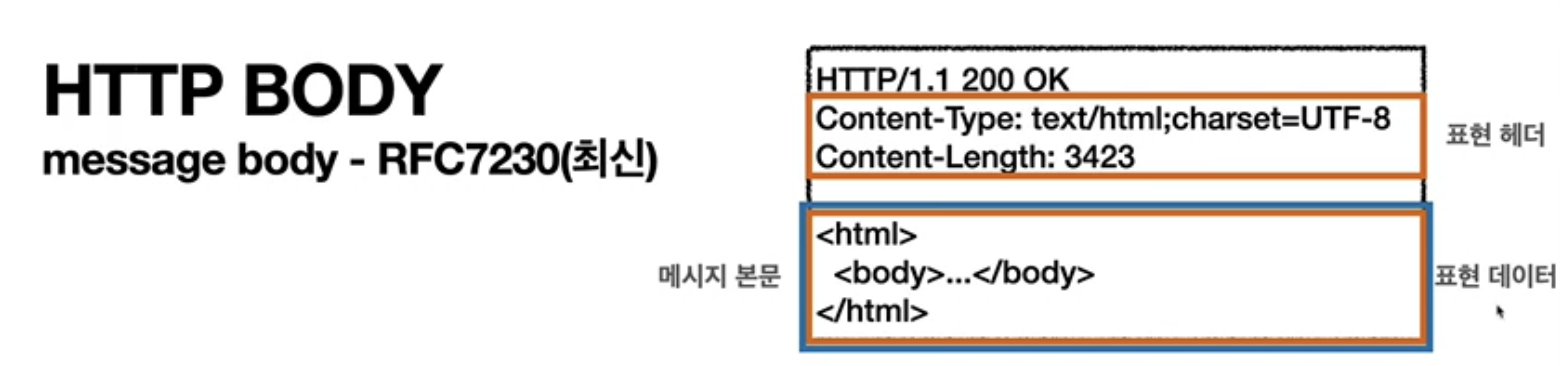 HTTP BODY
message body - RFC7230(최신)
HTTP/1.1 200 OK
Content-Type: text/html;charset=UTF-8
Content-Length: 3423
표현 헤더
<html>
<body>...</body>
</html>
메시지 본문
표현 데이터